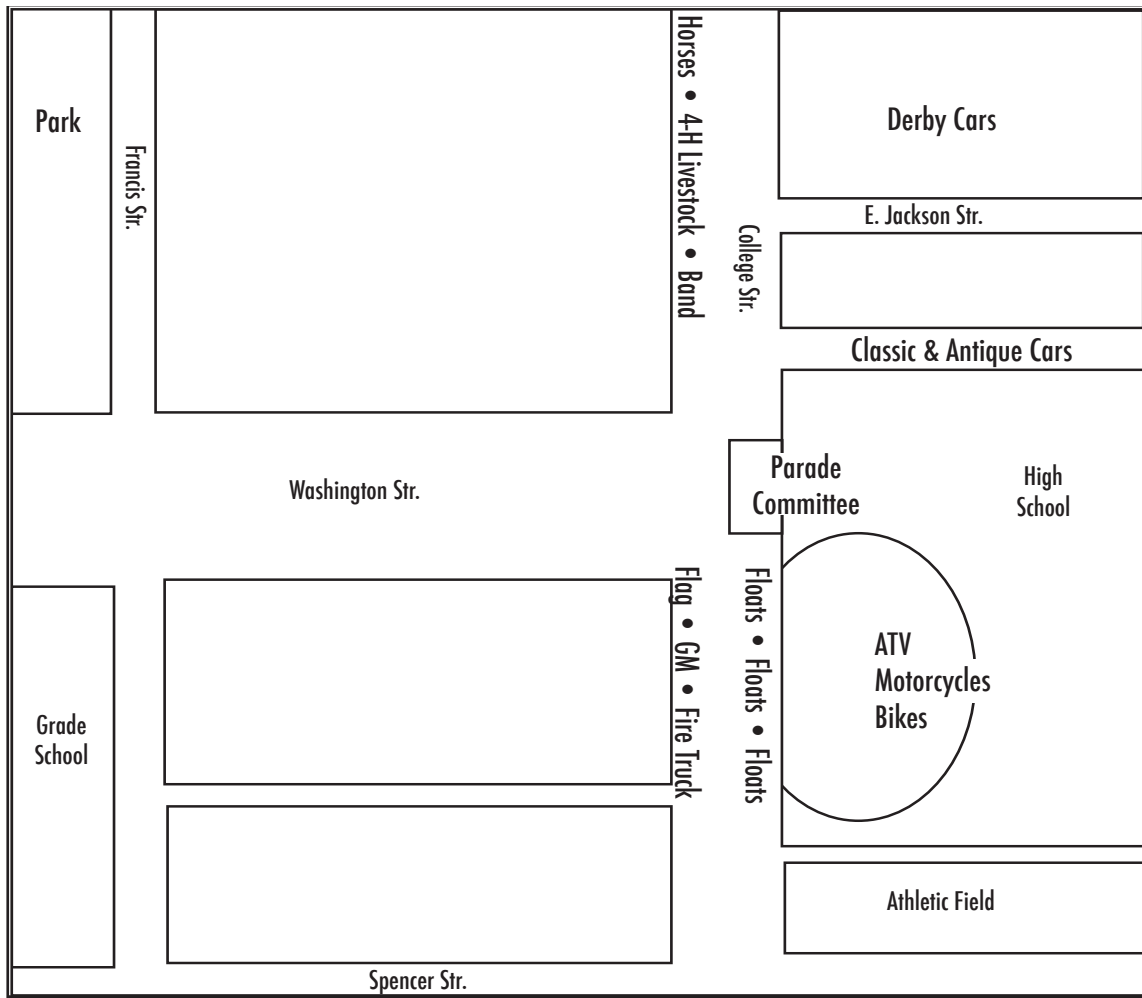 Park
Francis Str.
Horses • 4-H Livestock • Band
College Str.
Derby Cars
E. Jackson Str.
Classic & Antique Cars
Washington Str.
Parade
Committee
High
School
Flag • GM • Fire Truck
Floats • Floats • Floats
ATV
Motorcycles
Bikes
Grade
School
Athletic Field
Spencer Str.